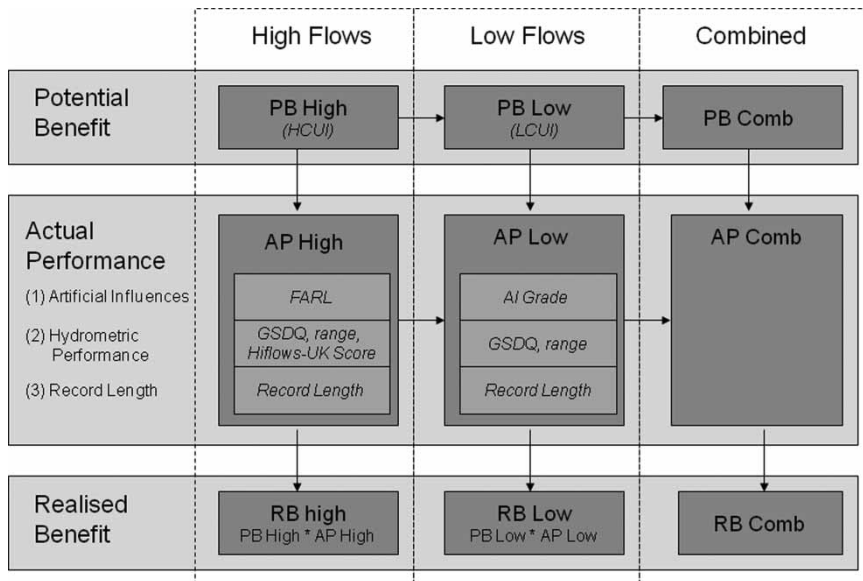 High Flows
Low Flows
Combined
Potential
Benefit
PB High
(HCUI)
PB Low
(LCUI)
PB Comb
Actual
Performance
(1) Artificial Influences
(2) Hydrometric
Performance
(3) Record Length
AP High
FARL
GSDQ, range,
Hiflows-UK Score
Record Length
AP Low
AI Grade
GSDQ, range
Record Length
AP Comb
Realised
Benefit
RB high
PB High * AP High
RB Low
PB Low * AP Low
RB Comb